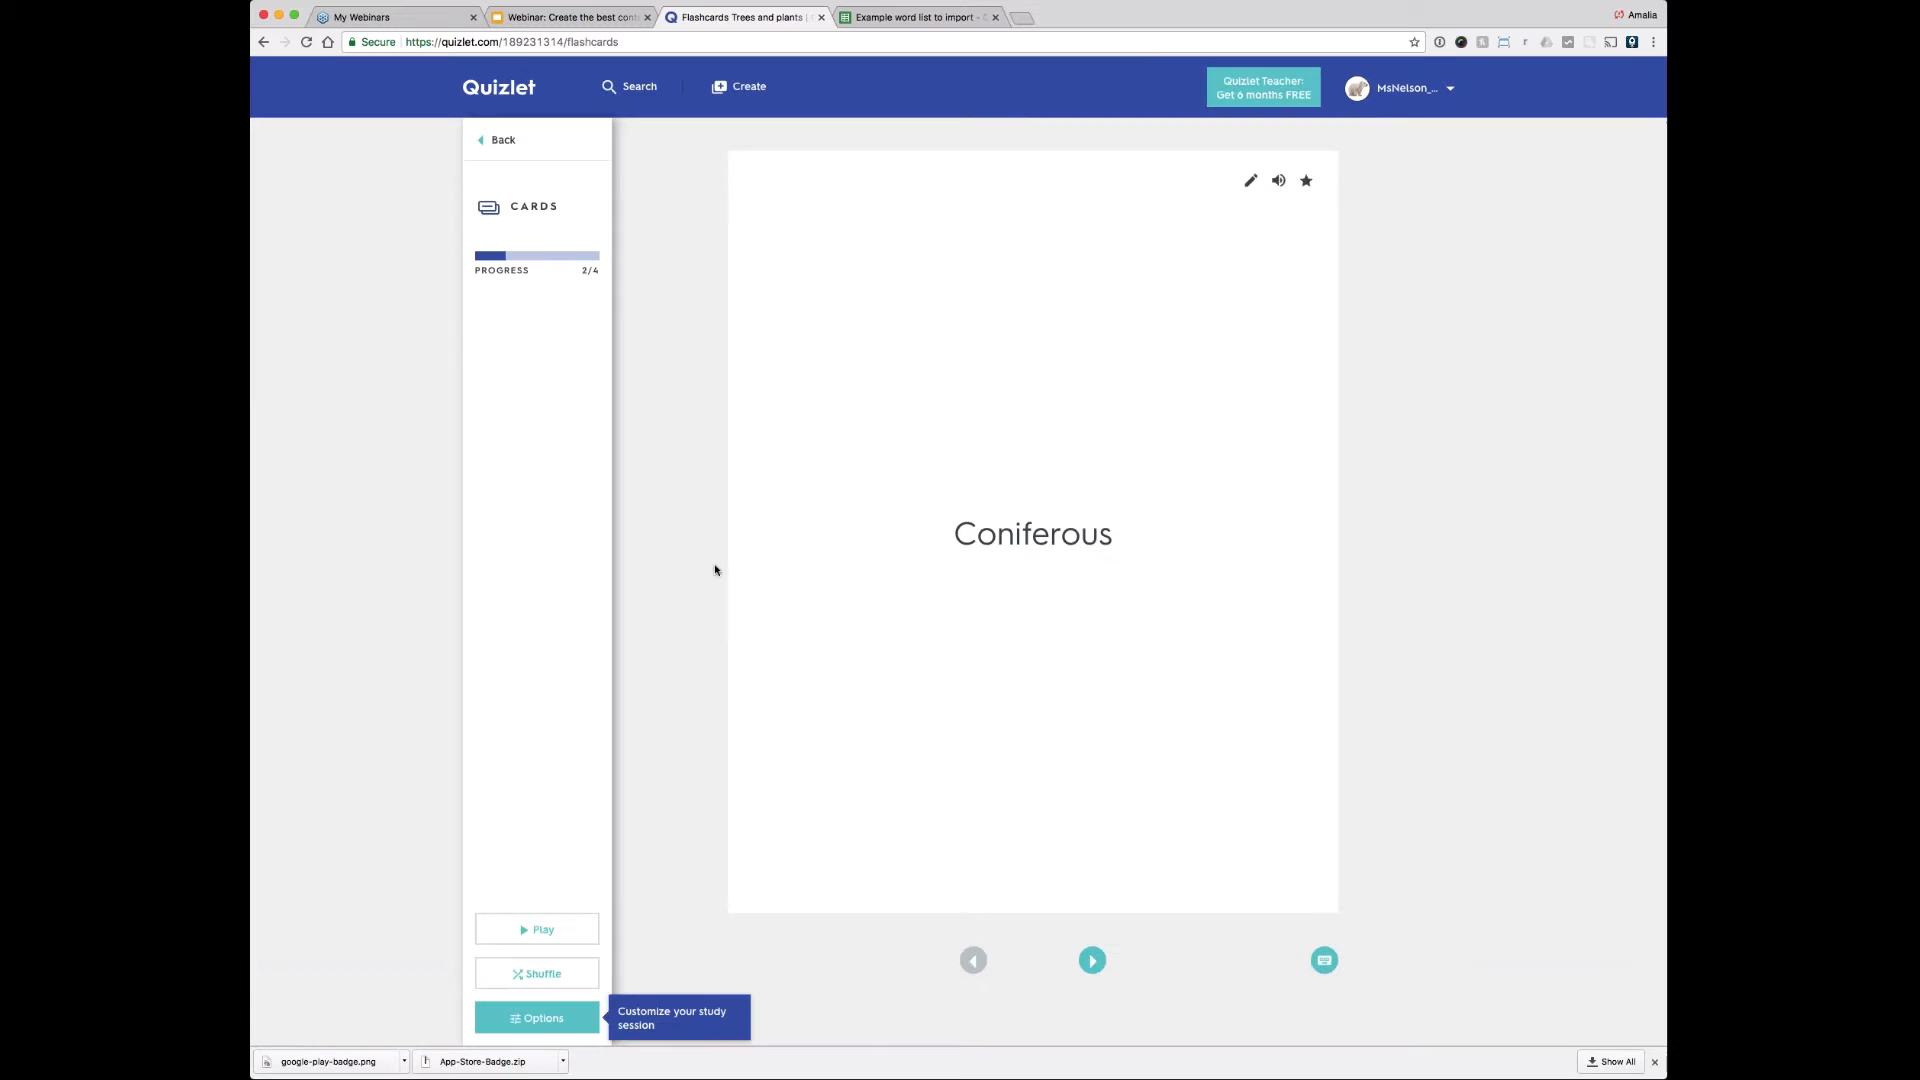 My Webinars
Webinar: Create the best cont
Flashcards Trees and plants |
Example word list to import -
Amalia
Secure
https://quizlet.com/189231314/flashcards
Quizlet
Search
Create
Quizlet Teacher:
Get 6 months FREE
MsNelson_...
Back
CARDS
PROGRESS 2/4
Coniferous
Play
Shuffle
Options
Customize your study
session
google-play-badge.png
App-Store-Badge.zip
Show All